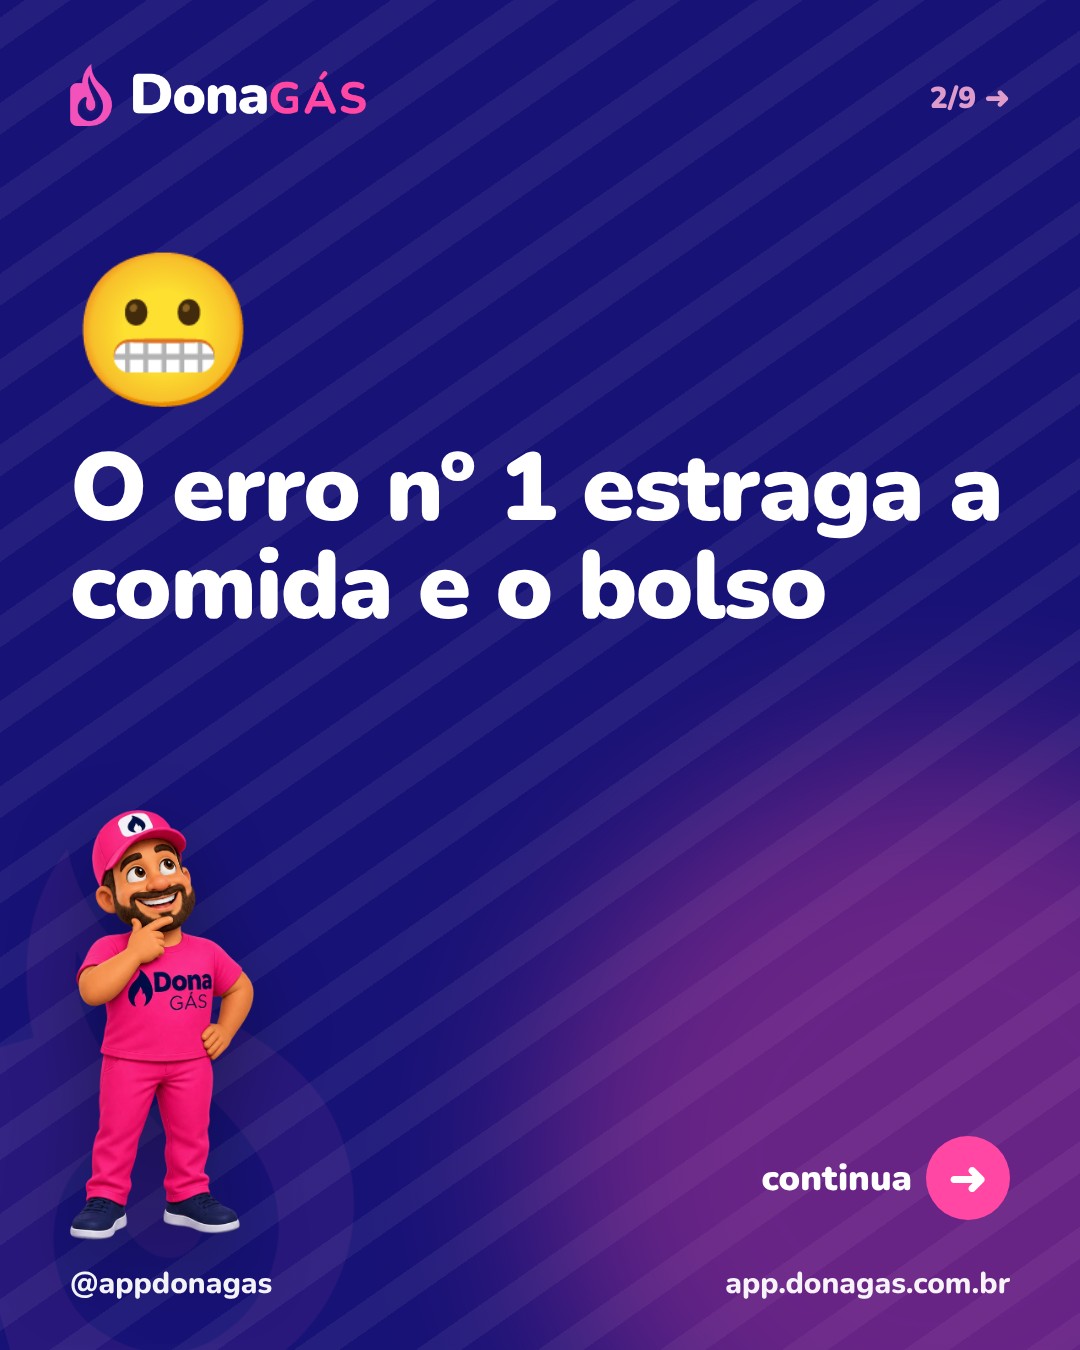 DonaGÁS
2/9 →
O erro nº 1 estraga a
comida e o bolso
Dona
GÁS
continua →
@appdonagas
app.donagas.com.br